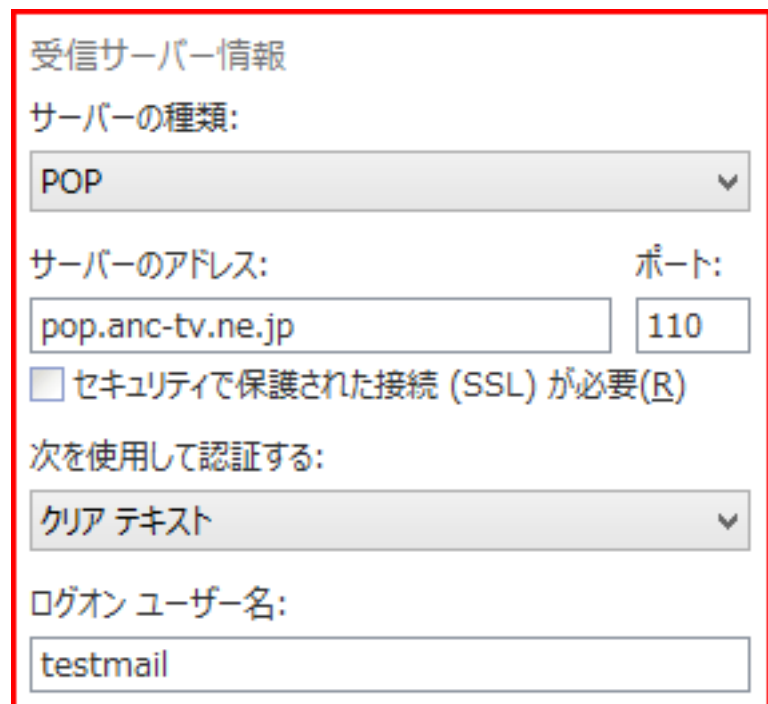 受信サーバー情報
サーバーの種類:
POP
サーバーのアドレス: ポート:
pop.anc-tv.ne.jp 110
セキュリティで保護された接続 (SSL) が必要(R)
次を使用して認証する:
クリア テキスト
ログオン ユーザー名:
testmail